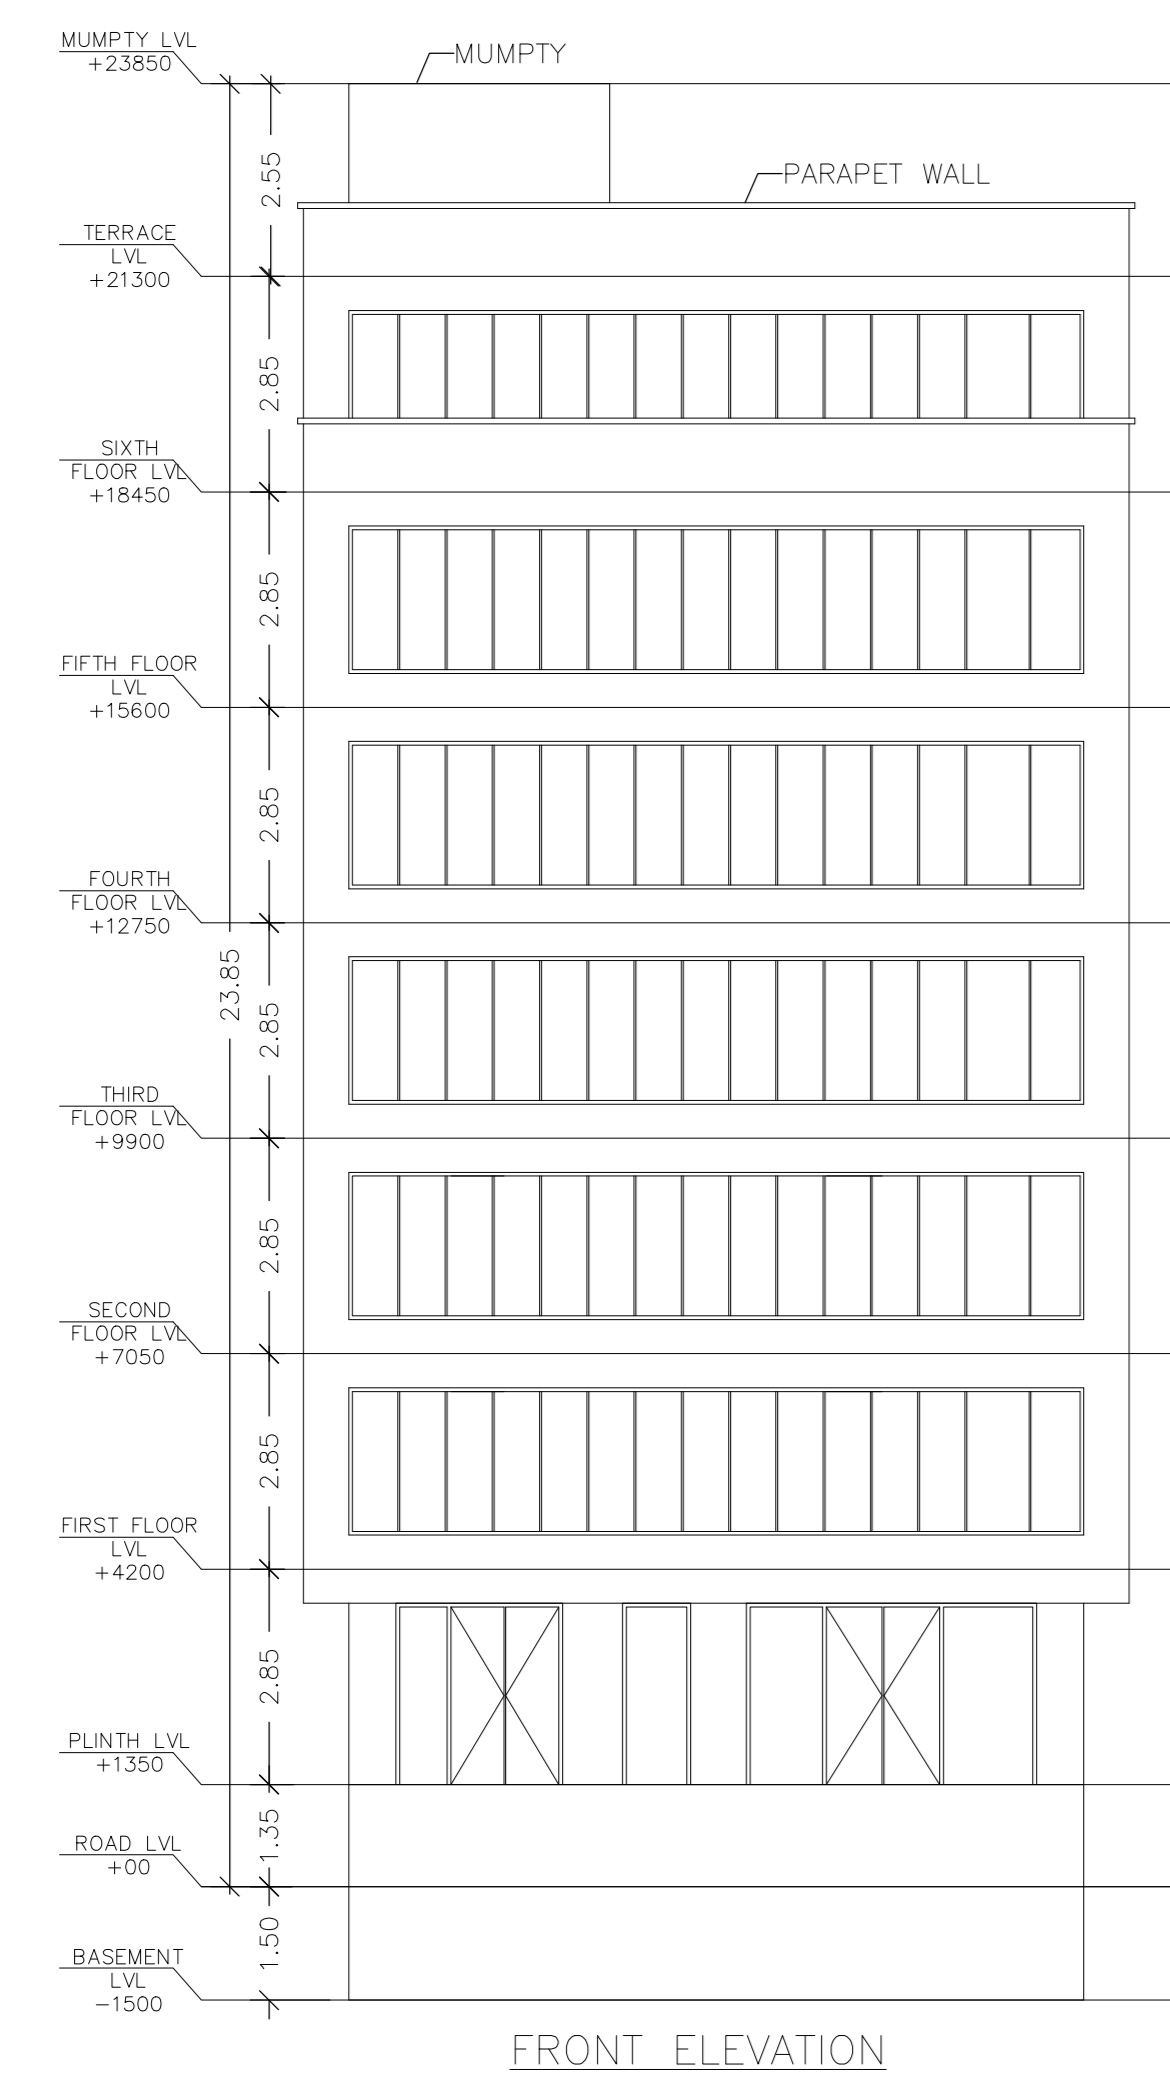 MUMPTY LVL
+23850
MUMPTY
2.55
PARAPET WALL
TERRACE
LVL
+21300
2.85
SIXTH
FLOOR LVL
+18450
2.85
FIFTH FLOOR
LVL
+15600
2.85
FOURTH
FLOOR LVL
+12750
23.85
2.85
THIRD
FLOOR LVL
+9900
2.85
SECOND
FLOOR LVL
+7050
2.85
FIRST FLOOR
LVL
+4200
2.85
PLINTH LVL
+1350
1.35
ROAD LVL
+00
1.50
BASEMENT
LVL
−1500
FRONT ELEVATION